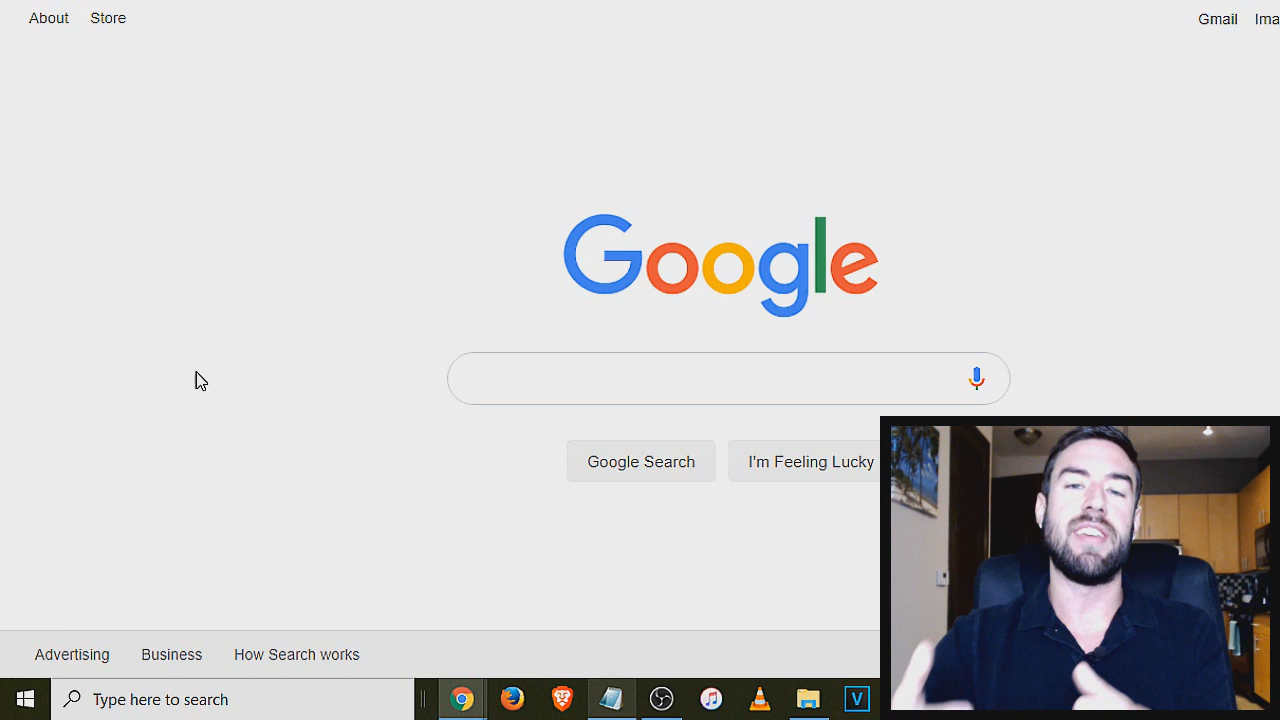 About Store
Gmail Ima
Google
Google Search I'm Feeling Lucky
Advertising Business How Search works
Type here to search
V